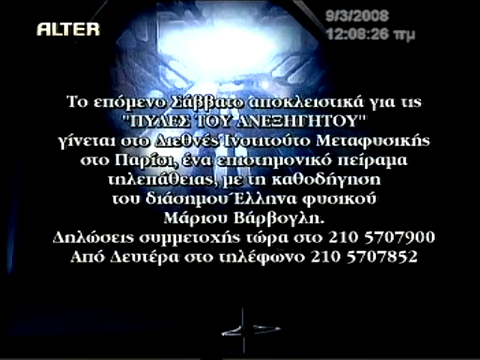 ALTER
9/3/2008
12:08:26 πμ
Το επόμενο Σάββατο αποκλειστικά για τις
"ΠΥΛΕΣ ΤΟΥ ΑΝΕΞΗΓΗΤΟΥ"
γίνεται στο Διεθνές Ινστιτούτο Μεταφυσικής
στο Παρίσι, ένα επιστημονικό πείραμα
τηλεπάθειας, με τη καθοδήγηση
του διάσημου Έλληνα φυσικού
Μάριου Βάρβογλη.
Δηλώσεις συμμετοχής τώρα στο 210 5707900
Από Δευτέρα στο τηλέφωνο 210 5707852